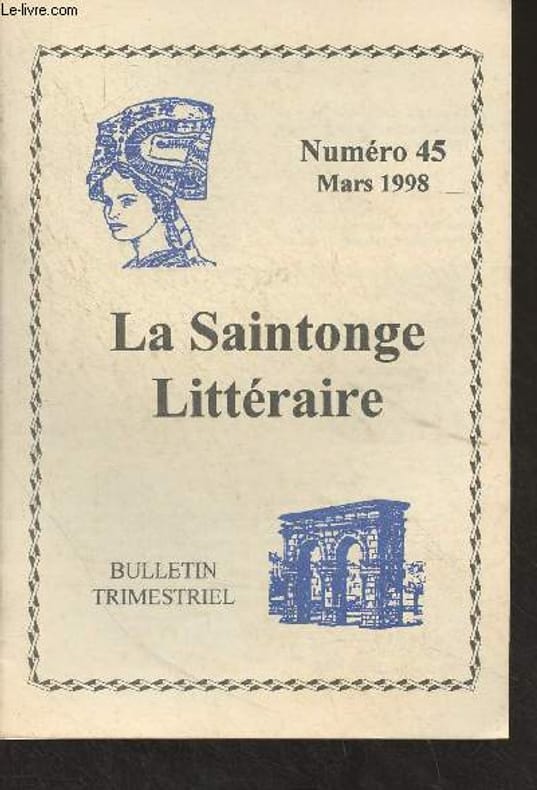 Le-livre.com
Numéro 45
Mars 1998
La Saintonge
Littéraire
BULLETIN
TRIMESTRIEL